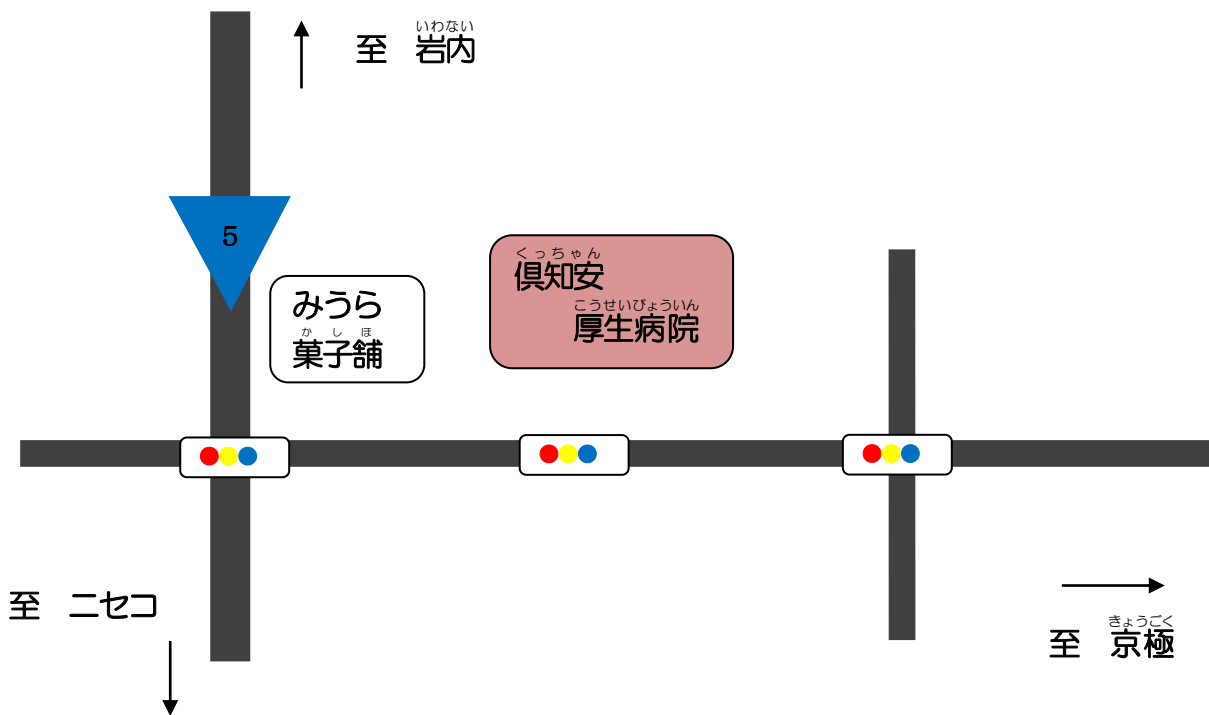 いわない
至 岩内
5
くっちゃん
倶知安
こうせいびょういん
厚生病院
みうら
かしほ
菓子舗
至 ニセコ
きょうごく
至 京極